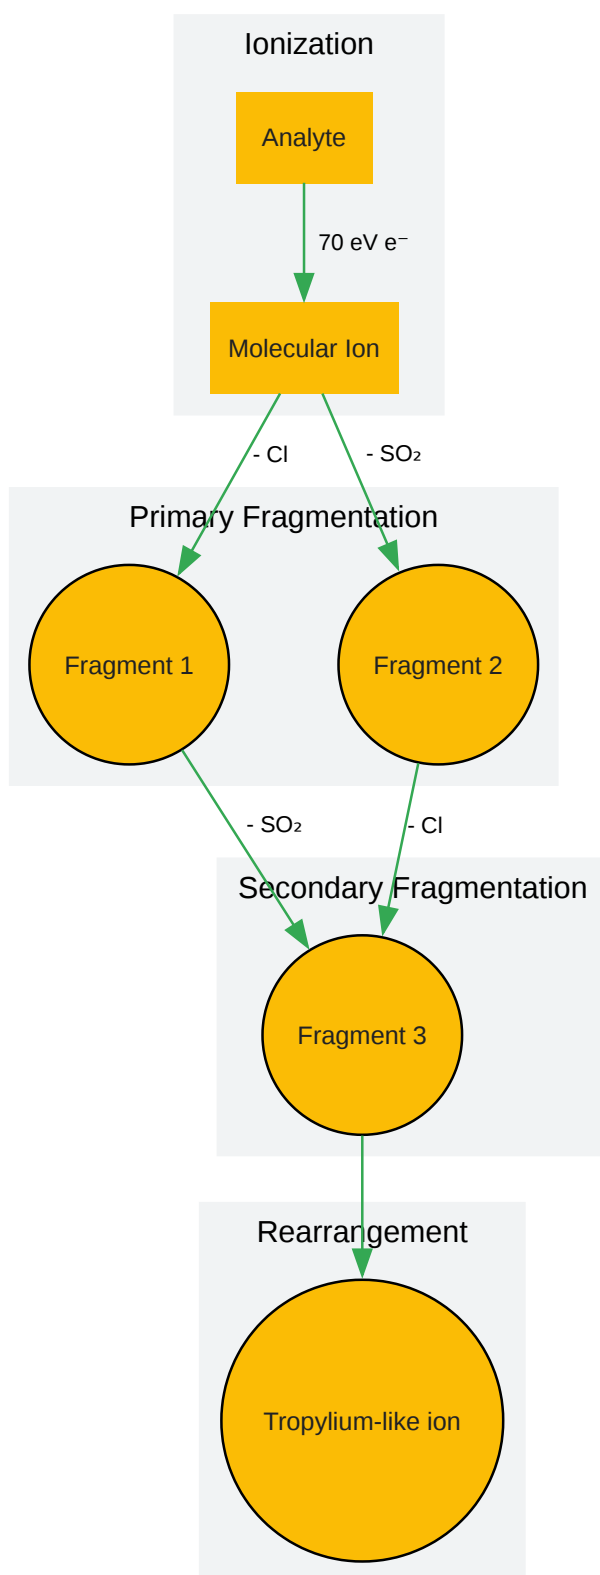 Ionization
Analyte
70 eV e⁻
Molecular Ion
- Cl
- SO₂
Primary Fragmentation
Fragment 1
Fragment 2
- SO₂
- Cl
Secondary Fragmentation
Fragment 3
Rearrangement
Tropylium-like ion